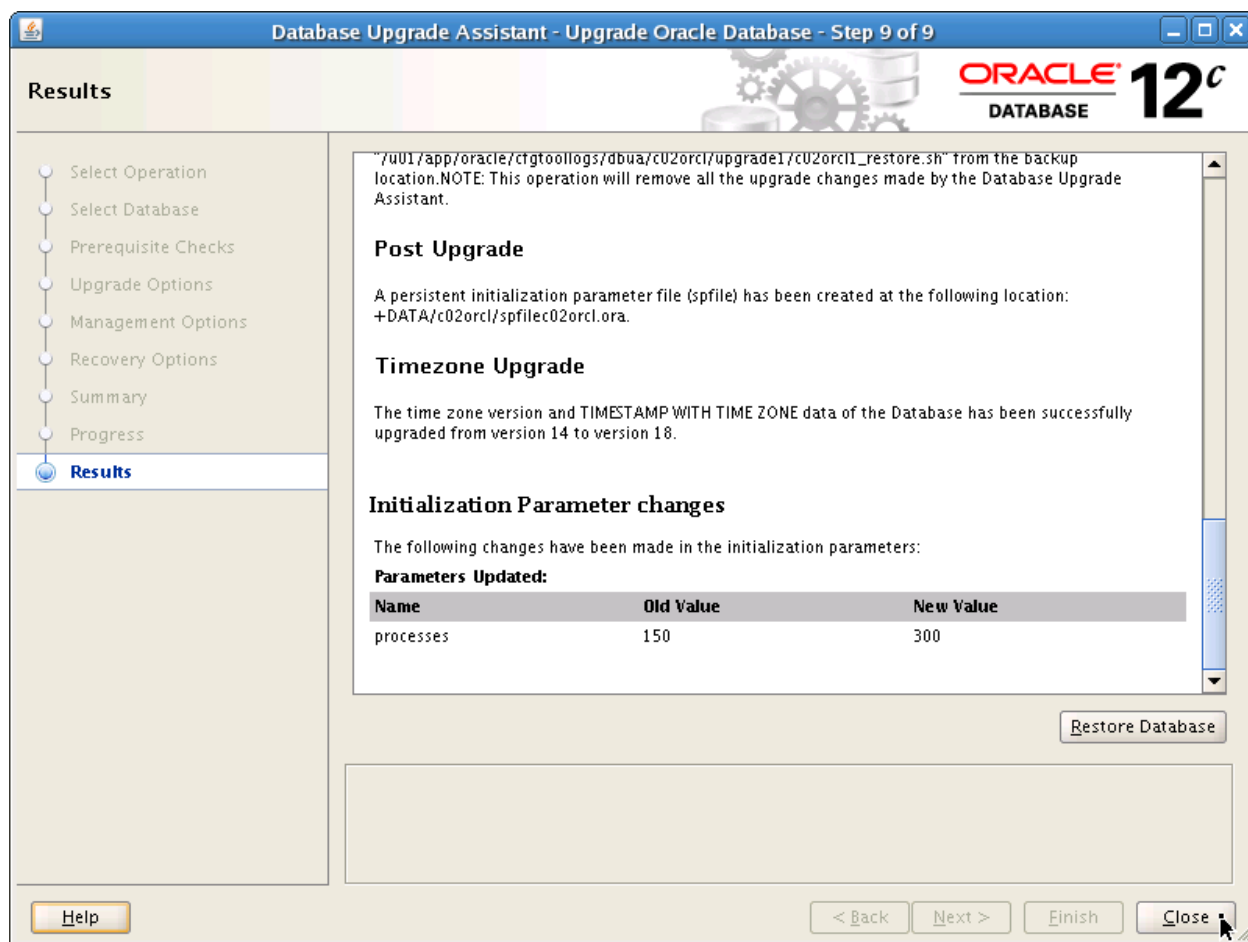 Database Upgrade Assistant - Upgrade Oracle Database - Step 9 of 9
Results
ORACLE
DATABASE
12c
Select Operation
Select Database
Prerequisite Checks
Upgrade Options
Management Options
Recovery Options
Summary
Progress
Results
"/u01/app/oracle/cfgtoollogs/dbua/c02orcl/upgrade1/c02orcl1_restore.sh" from the backup
location.NOTE: This operation will remove all the upgrade changes made by the Database Upgrade
Assistant.
Post Upgrade
A persistent initialization parameter file (spfile) has been created at the following location:
+DATA/c02orcl/spfilec02orcl.ora.
Timezone Upgrade
The time zone version and TIMESTAMP WITH TIME ZONE data of the Database has been successfully
upgraded from version 14 to version 18.
Initialization Parameter changes
The following changes have been made in the initialization parameters:
Parameters Updated:
Name Old Value New Value
processes 150 300
Restore Database
Help
< Back Next > Finish Close